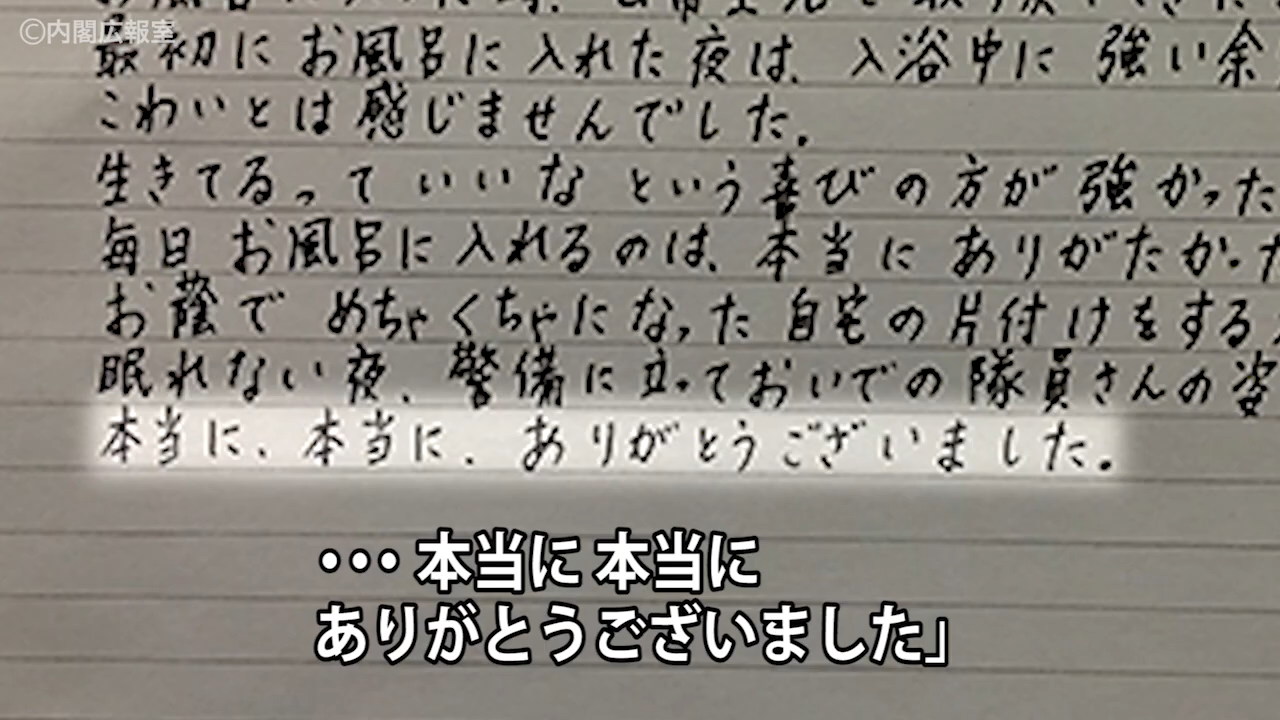 ©内閣広報室
最初にお風呂に入れた夜は、入浴中に強い余
こわいとは感じませんでした。
生きてるっていいなという喜びの方が強かった
毎日お風呂に入れるのは、本当にありがたかった
お蔭でめちゃくちゃになった自宅の片付けをする
眠れない夜、警備に立っておいでの隊員さんの姿
本当に、本当に、ありがとうございました。
・・・本当に 本当に
ありがとうございました」